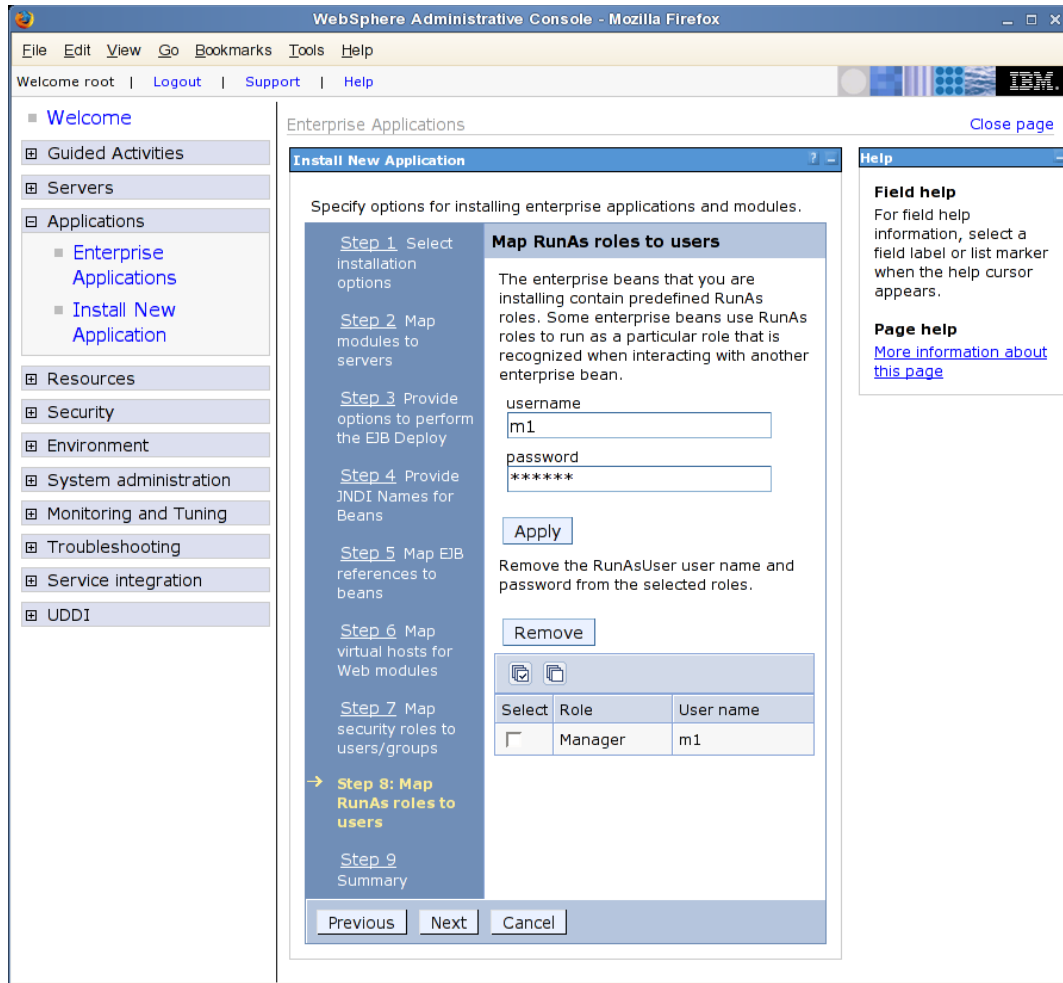 WebSphere Administrative Console - Mozilla Firefox
File Edit View Go Bookmarks Tools Help
Welcome root | Logout | Support | Help
IBM.
Welcome
Guided Activities
Servers
Applications
Enterprise
Applications
Install New
Application
Resources
Security
Environment
System administration
Monitoring and Tuning
Troubleshooting
Service integration
UDDI
Enterprise Applications
Close page
Install New Application
?
Specify options for installing enterprise applications and modules.
Step 1 Select
installation
options
Step 2 Map
modules to
servers
Step 3 Provide
options to perform
the EJB Deploy
Step 4 Provide
JNDI Names for
Beans
Step 5 Map EJB
references to
beans
Step 6 Map
virtual hosts for
Web modules
Step 7 Map
security roles to
users/groups
Step 8: Map
RunAs roles to
users
Step 9
Summary
Map RunAs roles to users
The enterprise beans that you are
installing contain predefined RunAs
roles. Some enterprise beans use RunAs
roles to run as a particular role that is
recognized when interacting with another
enterprise bean.
username
m1
password
******
Apply
Remove the RunAsUser user name and
password from the selected roles.
Remove
Select Role User name
Manager m1
Previous Next Cancel
Help
Field help
For field help
information, select a
field label or list marker
when the help cursor
appears.
Page help
More information about
this page